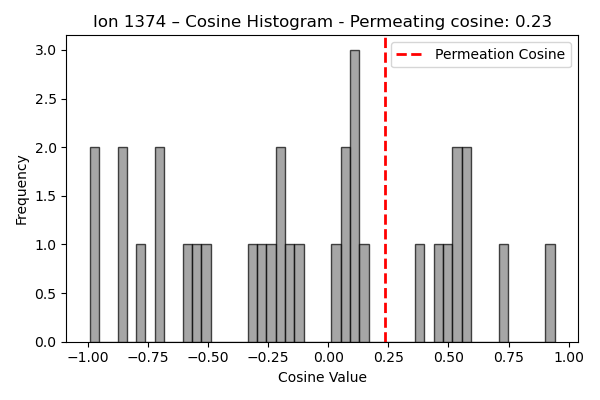 Ion 1374 – Cosine Histogram - Permeating cosine: 0.23
Permeation Cosine
3.0
2.5
2.0
1.5
1.0
0.5
0.0
Frequency
−1.00 −0.75 −0.50 −0.25 0.00 0.25 0.50 0.75 1.00
Cosine Value